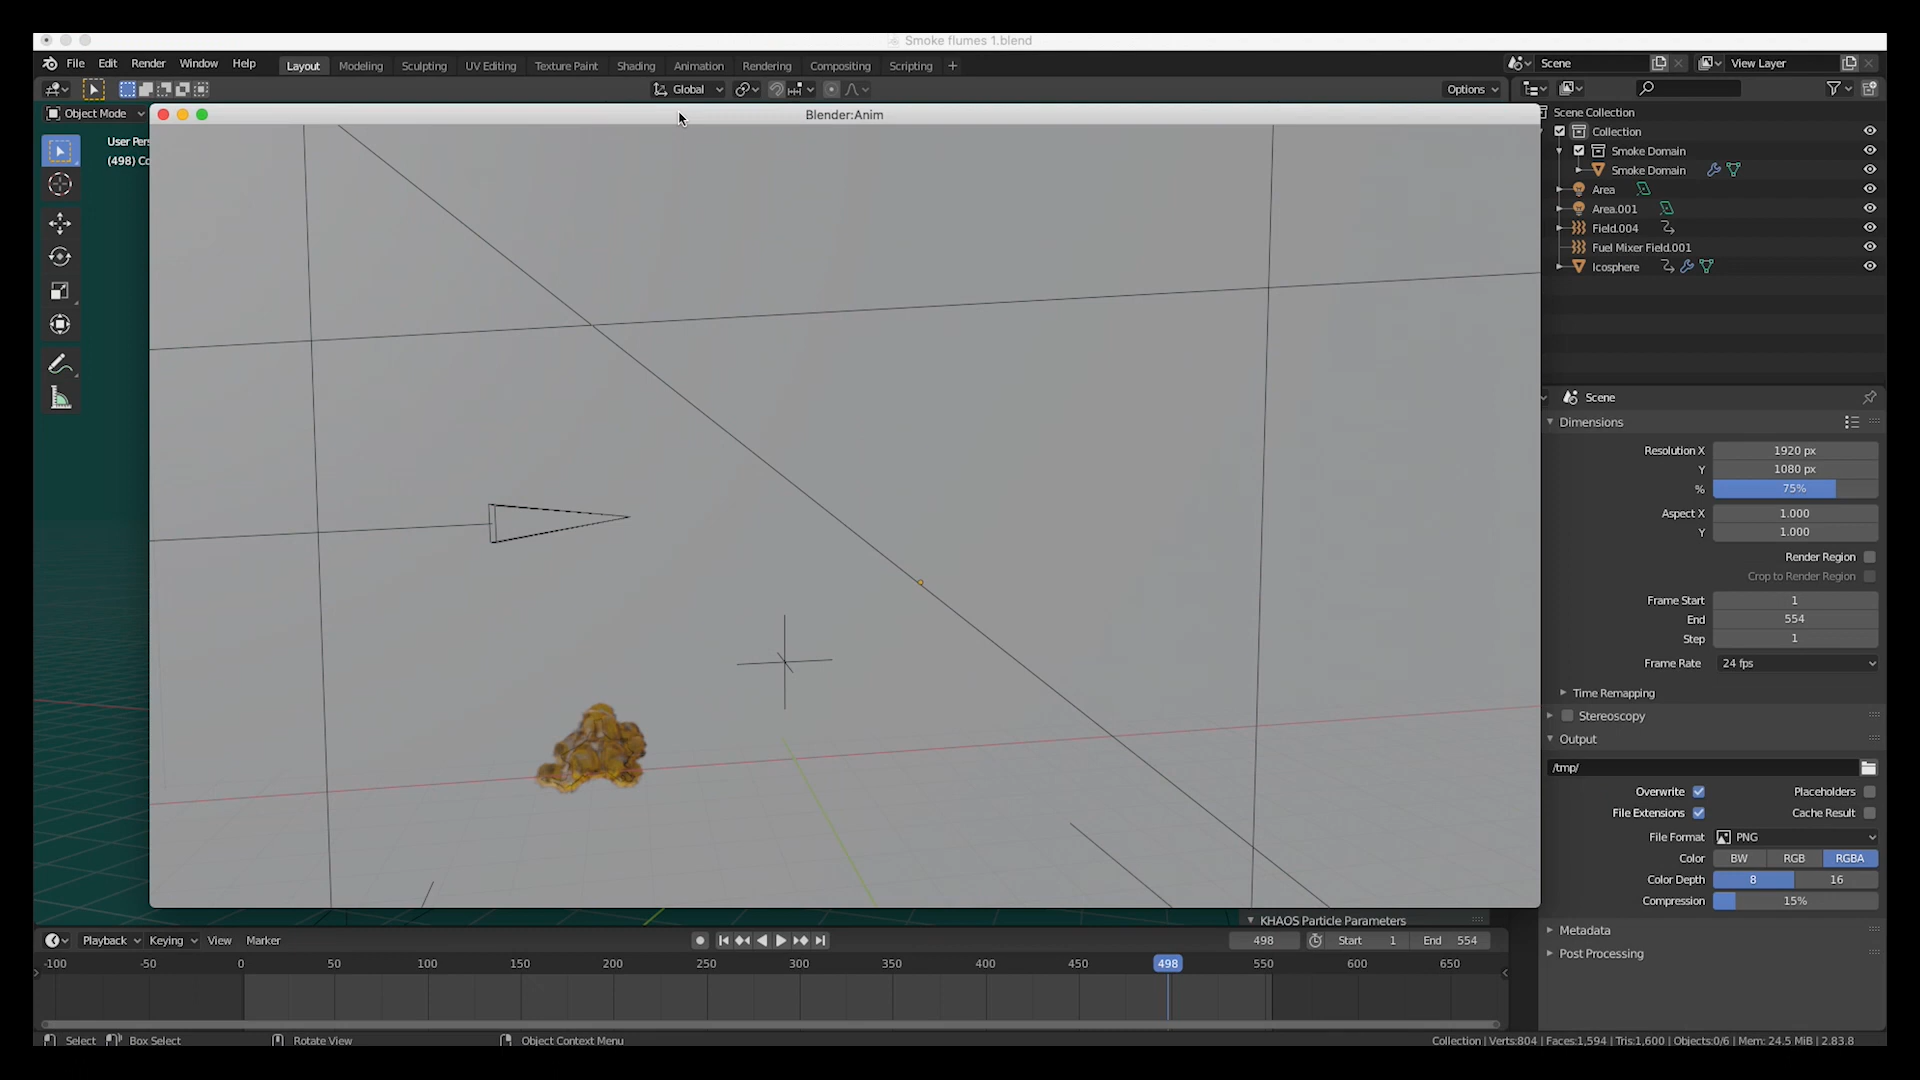 Smoke flumes 1.blend
File Edit Render Window Help Layout Modeling Sculpting UV Editing Texture Paint Shading Animation Rendering Compositing Scripting + Scene View Layer
Global Options
Object Mode Blender:Anim Scene Collection
Collection
User Pers
Smoke Domain
(498) Co
Smoke Domain
Area
Area.001
Field.004
Fuel Mixer Field.001
Icosphere
Scene
Dimensions
Resolution X 1920 px
Y 1080 px
% 75%
Aspect X 1.000
Y 1.000
Render Region
Crop to Render Region
Frame Start 1
End 554
Step 1
Frame Rate 24 fps
Time Remapping
Stereoscopy
Output
/tmp/
Overwrite Placeholders
File Extensions Cache Result
File Format PNG
Color BW RGB RGBA
Color Depth 8 16
Compression 15%
KHAOS Particle Parameters
Metadata
Post Processing
Playback Keying View Marker 498 Start 1 End 554
-100 -50 0 50 100 150 200 250 300 350 400 450 498 550 600 650
Select Box Select Rotate View Object Context Menu Collection | Verts:804 | Faces:1,594 | Tris:1,600 | Objects:0/6 | Mem: 24.5 MiB | 2.83.8